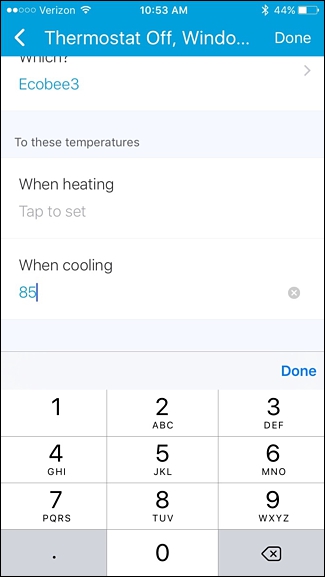 Verizon 10:53 AM 44%
Thermostat Off, Windo... Done
Which?
Ecobee3
To these temperatures
When heating
Tap to set
When cooling
85
Done
1 2 3
ABC DEF
4 5 6
GHI JKL MNO
7 8 9
PQRS TUV WXYZ
. 0